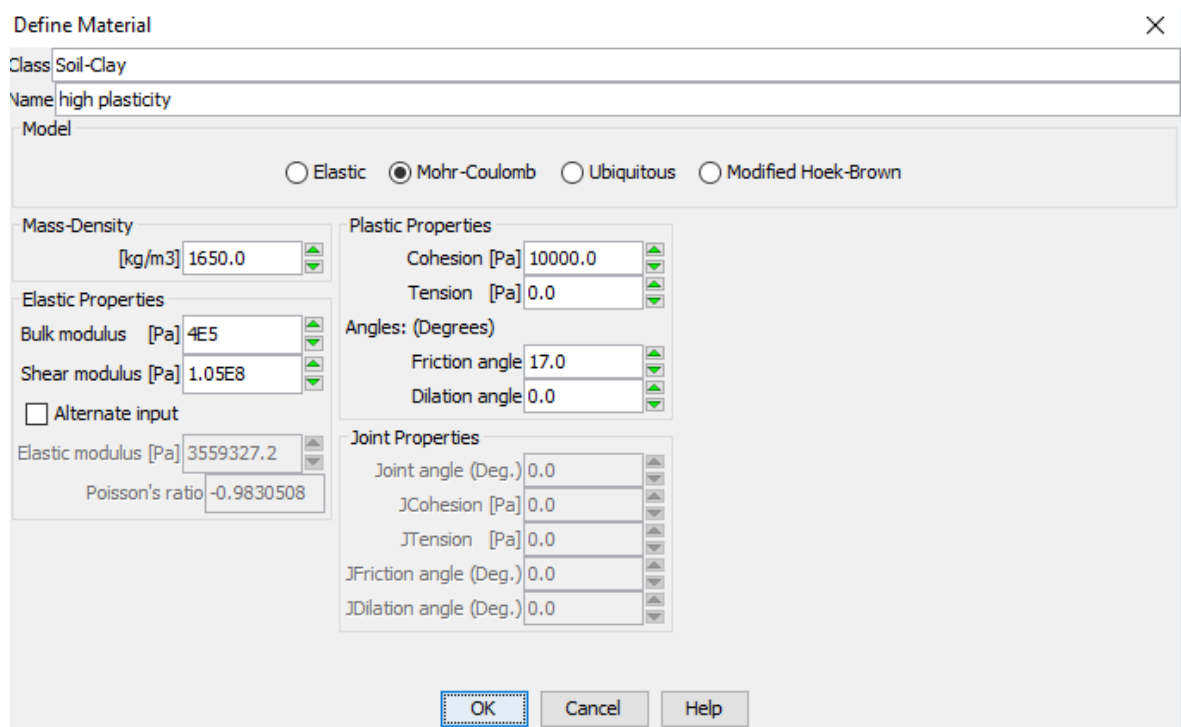 Define Material
Class Soil-Clay
Name high plasticity
Model
Elastic Mohr-Coulomb Ubiquitous Modified Hoek-Brown
Mass-Density
[kg/m3] 1650.0
Elastic Properties
Bulk modulus [Pa] 4E5
Shear modulus [Pa] 1.05E8
Alternate input
Elastic modulus [Pa] 3559327.2
Poisson's ratio -0.9830508
Plastic Properties
Cohesion [Pa] 10000.0
Tension [Pa] 0.0
Angles: (Degrees)
Friction angle 17.0
Dilation angle 0.0
Joint Properties
Joint angle (Deg.) 0.0
JCohesion [Pa] 0.0
JTension [Pa] 0.0
JFriction angle (Deg.) 0.0
JDilation angle (Deg.) 0.0
OK Cancel Help